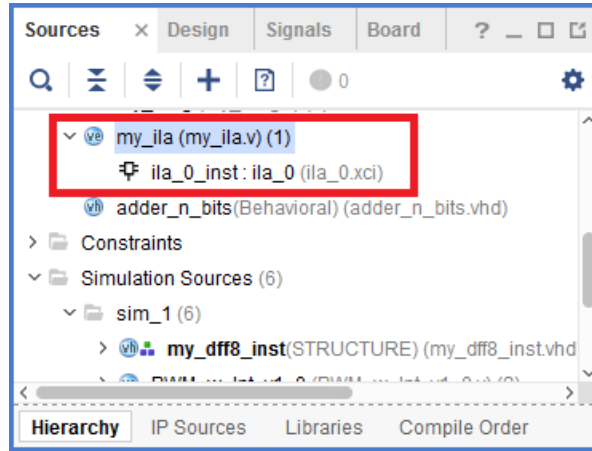 Sources × Design Signals Board ? _
0
my_ila (my_ila.v) (1)
ila_0_inst : ila_0 (ila_0.xci)
adder_n_bits(Behavioral) (adder_n_bits.vhd)
Constraints
Simulation Sources (6)
sim_1 (6)
my_dff8_inst(STRUCTURE) (my_dff8_inst.vhd
Hierarchy IP Sources Libraries Compile Order